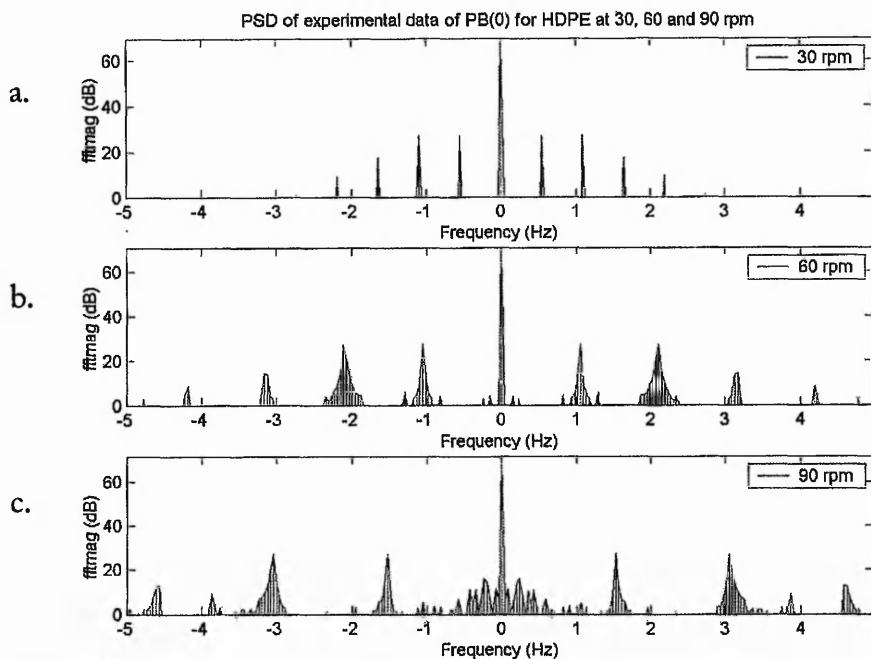 PSD of experimental data of PB(0) for HDPE at 30, 60 and 90 rpm
a.
fftmag (dB)
60
40
20
0
30 rpm
-5 -4 -3 -2 -1 0 1 2 3 4
Frequency (Hz)
b.
fftmag (dB)
60
40
20
0
60 rpm
-5 -4 -3 -2 -1 0 1 2 3 4
Frequency (Hz)
c.
fftmag (dB)
60
40
20
0
90 rpm
-5 -4 -3 -2 -1 0 1 2 3 4
Frequency (Hz)